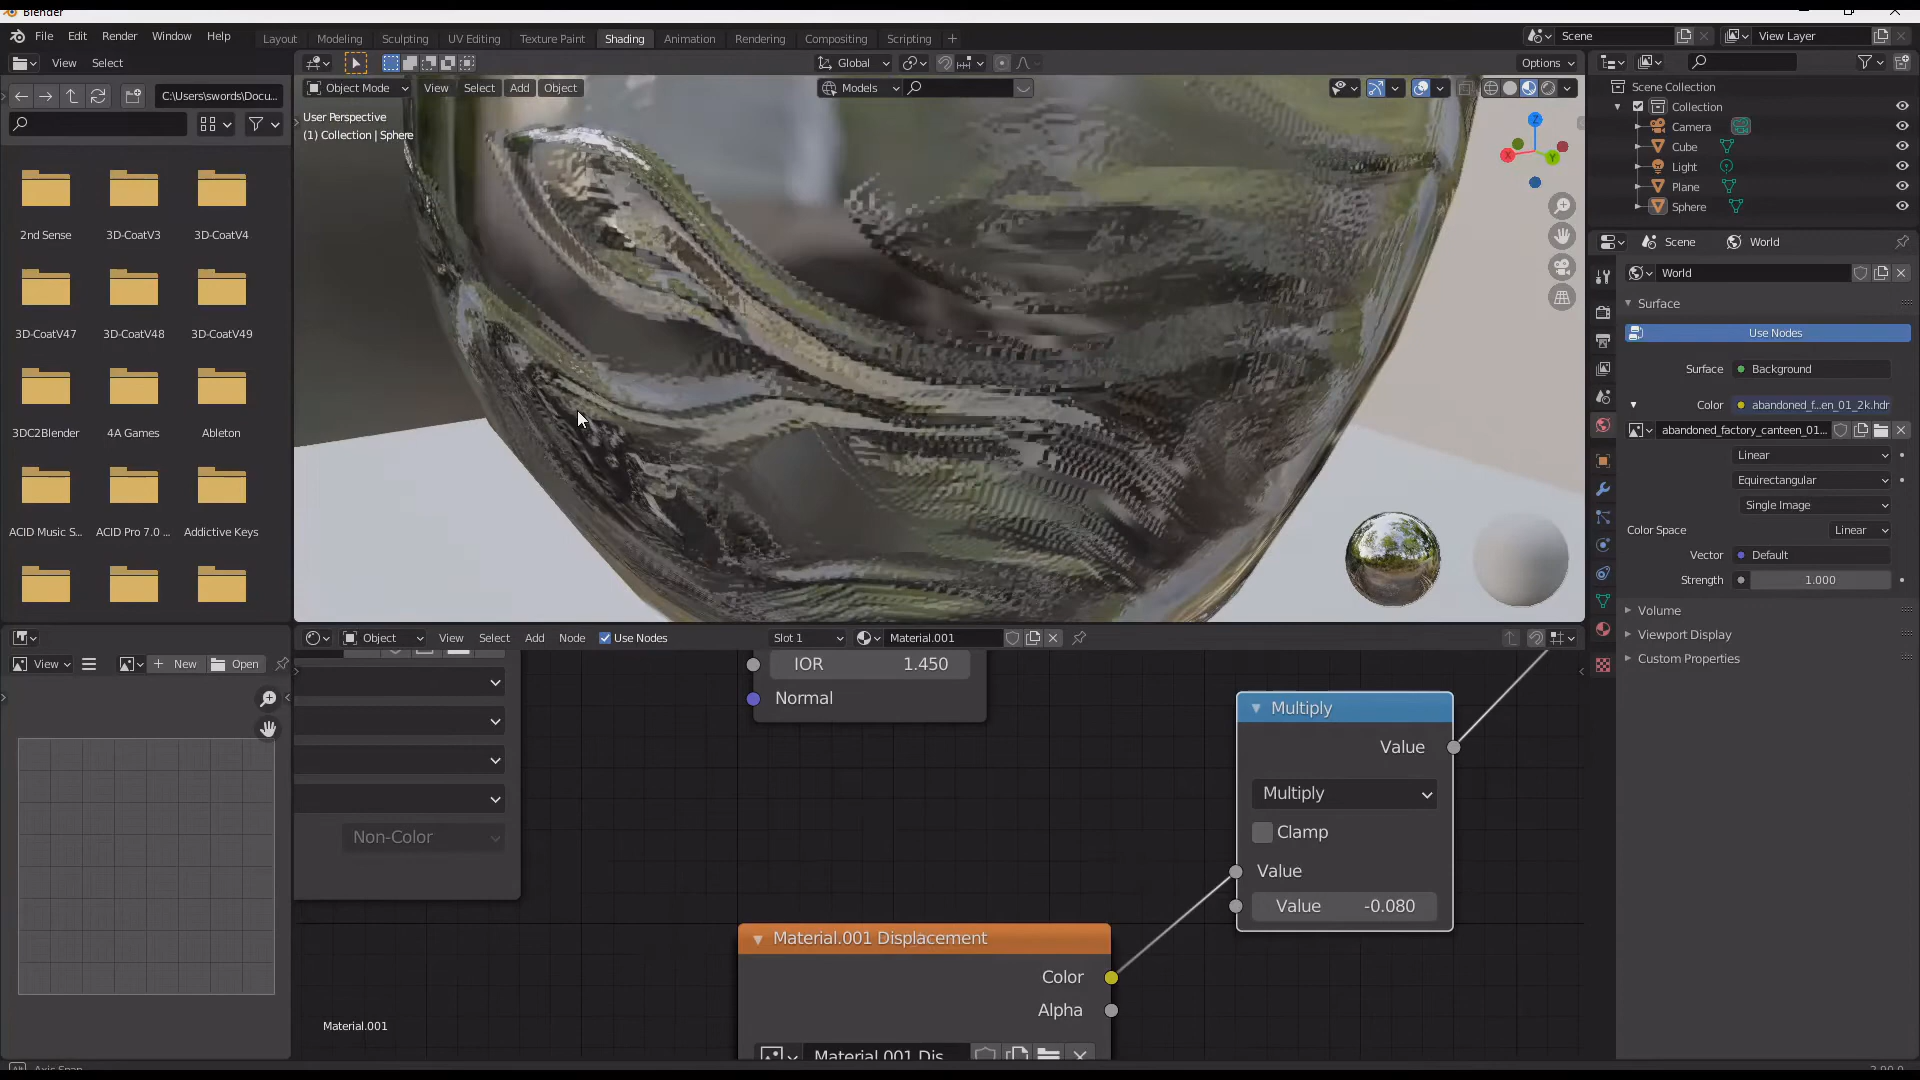 Blender
File Edit Render Window Help
Layout Modeling Sculpting UV Editing Texture Paint Shading Animation Rendering Compositing Scripting
Scene
View Layer
View Select
Global
Options
C:\Users\swords\Docu...
Object Mode View Select Add Object
Models
User Perspective
(1) Collection | Sphere
Z
X
Y
2nd Sense
3D-CoatV3
3D-CoatV4
3D-CoatV47
3D-CoatV48
3D-CoatV49
3DC2Blender
4A Games
Ableton
ACID Music S...
ACID Pro 7.0 ...
Addictive Keys
Scene Collection
Collection
Camera
Cube
Light
Plane
Sphere
Scene
World
World
Surface
Use Nodes
Surface
Background
Color
abandoned_f...en_01_2k.hdr
abandoned_factory_canteen_01...
Linear
Equirectangular
Single Image
Color Space
Linear
Vector
Default
Strength
1.000
Volume
Viewport Display
Custom Properties
View
New
Open
Object View Select Add Node Use Nodes
Slot 1
Material.001
IOR 1.450
Normal
Non-Color
Multiply
Value
Multiply
Clamp
Value
Value -0.080
Material.001 Displacement
Color
Alpha
Material.001 Dis...
Material.001
Axis Snap